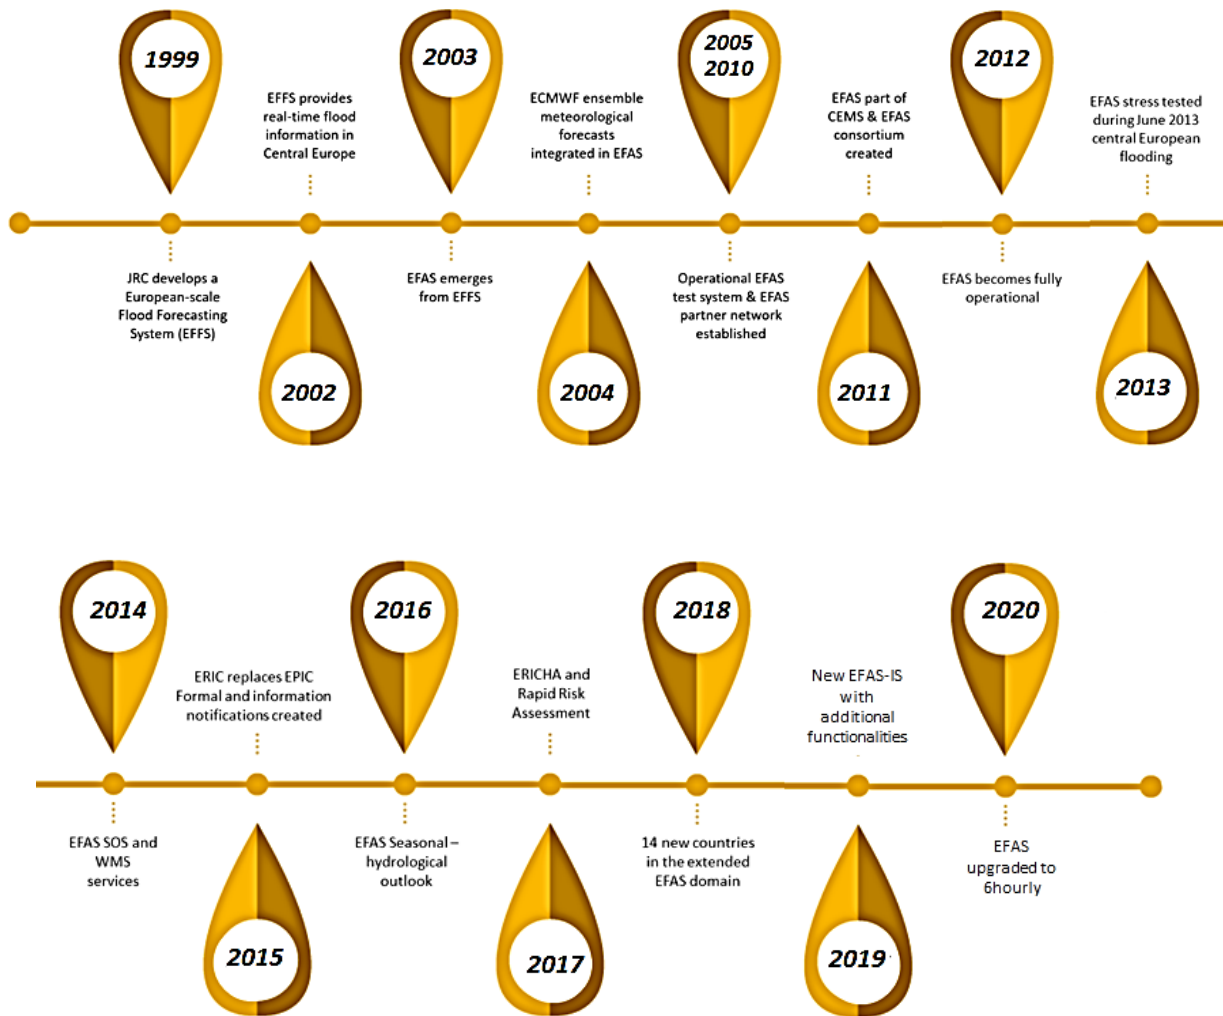 1999
EFFS provides
real-time flood
information in
Central Europe
2003
ECMWF ensemble
meteorological
forecasts
integrated in EFAS
2005
2010
EFAS part of
CEMS & EFAS
consortium
created
2012
EFAS stress tested
during June 2013
central European
flooding
JRC develops a
European-scale
Flood Forecasting
System (EFFS)
2002
EFAS emerges
from EFFS
2004
Operational EFAS
test system & EFAS
partner network
established
2011
EFAS becomes fully
operational
2013
2014
ERIC replaces EPIC
Formal and information
notifications created
2016
ERICHA and
Rapid Risk
Assessment
2018
New EFAS-IS
with
additional
functionalities
2020
EFAS SOS and
WMS
services
2015
EFAS Seasonal –
hydrological
outlook
2017
14 new countries
in the extended
EFAS domain
2019
EFAS
upgraded to
6hourly